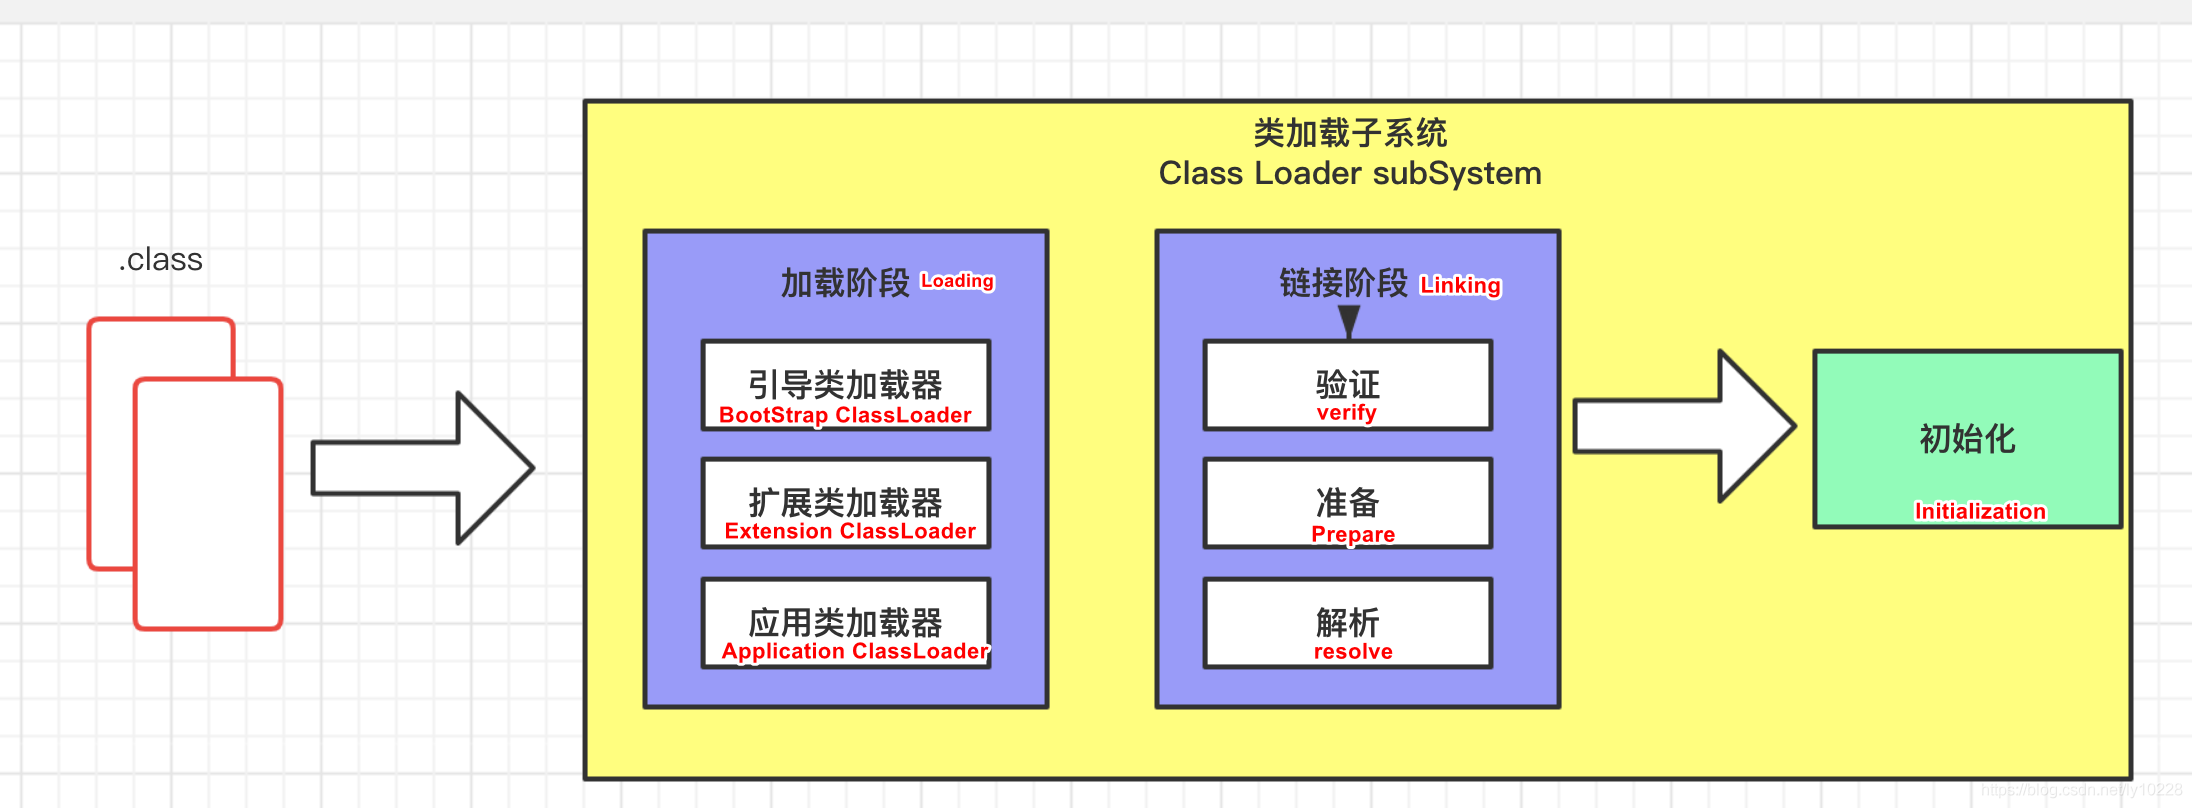 类加载子系统
Class Loader subSystem
.class
加载阶段 Loading
引导类加载器
BootStrap ClassLoader
扩展类加载器
Extension ClassLoader
应用类加载器
Application ClassLoader
链接阶段 Linking
验证
verify
准备
Prepare
解析
resolve
初始化
Initialization
https://blog.csdn.net/ly10228